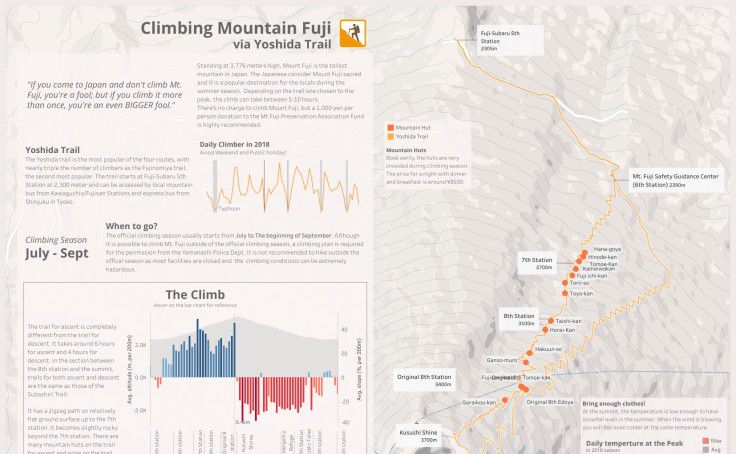 Climbing Mountain Fuji
via Yoshida Trail
"If you come to Japan and don't climb Mt.
Fuji, you're a fool; but if you climb it more
than once, you're an even BIGGER fool."
Standing at 3,776 meters high, Mount Fuji is the tallest
mountain in Japan. The Japanese consider Mount Fuji sacred
and it is a popular destination for the locals during the
summer season. Depending on the trail one chosen to the
peak, the climb can take between 5-10 hours.
There's no charge to climb Mount Fuji, but a 1,000 yen per
person donation to the Mt Fuji Preservation Association Fund
is highly recommended.
Yoshida Trail
The Yoshida trail is the most popular of the four routes, with
nearly triple the number of climbers as the Fujinomiya trail,
the second most popular. The trail starts at Fuji-Subaru 5th
Station at 2,300 meter and can be accessed by local mountain
bus from Kawaguchio/Fujisan Stations and express bus from
Shinjuku in Tyoko.
Daily Climber in 2018
Aviod Weekend and Public holiday!
Typhoon
Climbing Season
July - Sept
When to go?
The official climbing season usually starts from July to The beginning of September. Although
it is possible to climb Mt. Fuji outside of the official climbing season, a climbing plan is required
for the permission from the Yamanashi Police Dept. It is not recommended to hike outside the
offical season as most facilities are closed and the climbing conditions can be extremely
hazardous.
The Climb
Hover on the bar chart for reference.
The trail for ascent is completely
different from the trail for
descent. It takes around 6 hours
for ascent and 4 hours for
descent. In the section between
the 8th station and the summit,
trails for both ascent and descent
are the same as those of the
Subashiri Trail.
It has a zigzag path on relatively
flat ground surface up to the 7th
station. It becomes slightly rocky
beyond the 7th station. There are
many mountain huts on the trail
Avg. altitude (m, per 200m)
2.0K
0.0K
2.0K
40
20
0
20
40
Avg. slope (%, per 200m)
Kusushi
Shrine
Mountain Hut
Yoshida Trail
Mountain Huts
Book earily, the huts are very
crowded during climbing season.
The price for a night with dinner
and breakfast is around ¥8500.
Fuji-Subaru 5th
Station
2305m
Mt. Fuji Safety Guidance Center
(6th Station) 2390m
7th Station
2700m
Hana-goya
Hinode-kan
Tomoe-Kan
Kamaiwakan
Fuji ichi-kan
Torii-so
Toyo-kan
8th Station
3100m
Taishi-kan
Horai-Kan
Hakuun-so
Ganso-muro
Original 8th Station
3400m
Tomoe-kan
Goraikou-kan
Original 8th Edoya
Kusushi Shine
3700m
Bring enough clothes!
At the summit, the temperature is low enough to have
snowfall even in the summer. When the wind is blowing,
you will feel even colder at the same temperature.
Daily temperture at the Peak
in 2018 season
Max
Avg